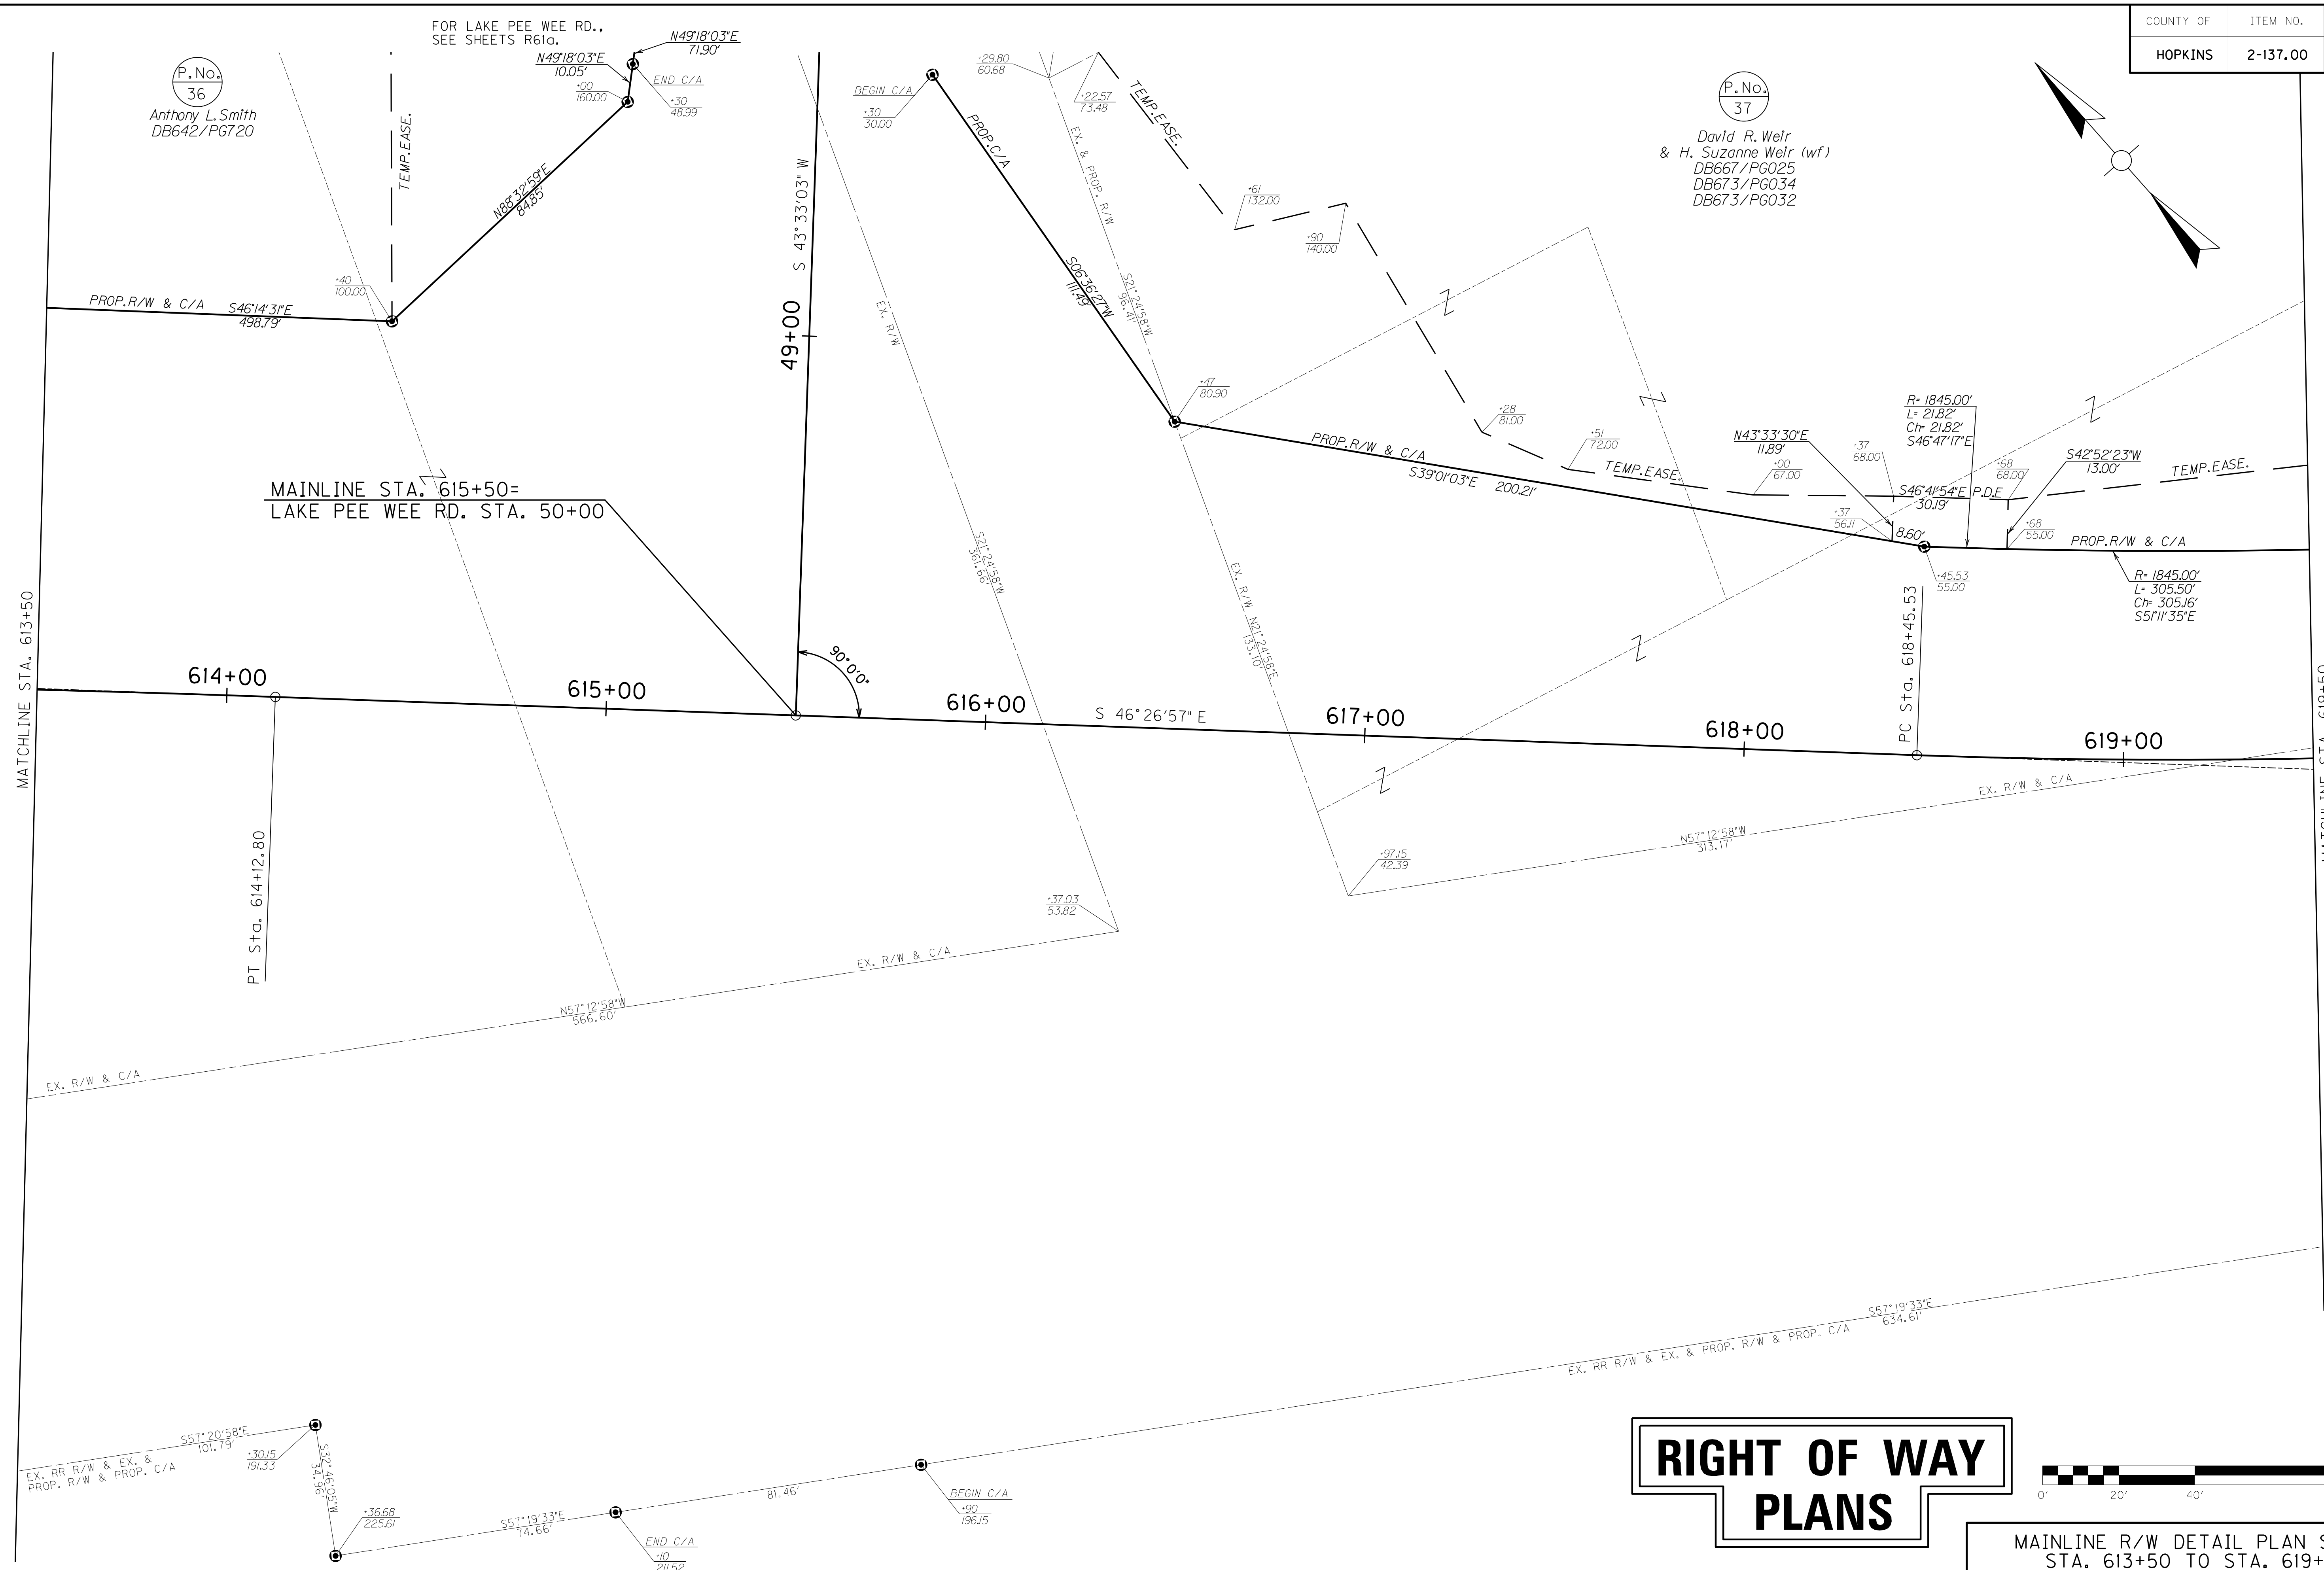 COUNTY OF
ITEM NO.
HOPKINS
2-137.00
FOR LAKE PEE WEE RD.,
SEE SHEETS R61a.
N49°18'03"E
71.90'
N49°18'03"E
10.05'
+00
160.00
END C/A
+30
48.99
P.No.
36
Anthony L. Smith
DB642/PG720
TEMP.EASE.
N88°32'59"E
84.85'
+40
100.00
PROP.R/W & C/A
S46°14'31"E
498.79'
S 43°33'03" W
49+00
BEGIN C/A
+30
30.00
PROP.C/A
S06°36'27"W
111.49'
+29.80
60.68
+22.57
73.48
TEMP.EASE.
EX. & PROP. R/W
S21°24'58"W
96.41'
+61
132.00
+90
140.00
P.No.
37
David R. Weir
& H. Suzanne Weir (wf)
DB667/PG025
DB673/PG034
DB673/PG032
EX. R/W
+47
80.90
+28
81.00
+51
72.00
PROP.R/W & C/A
S39°01'03"E 200.21'
TEMP.EASE.
N43°33'30"E
11.89'
+00
67.00
+37
68.00
R= 1845.00'
L= 21.82'
Ch= 21.82'
S46°47'17"E
+68
68.00
S42°52'23"W
13.00'
TEMP.EASE.
S46°41'54"E P.D.E
30.19'
+37
56.11
8.60'
+68
55.00
PROP.R/W & C/A
+45.53
55.00
R= 1845.00'
L= 305.50'
Ch= 305.16'
S51°11'35"E
MAINLINE STA. 615+50=
LAKE PEE WEE RD. STA. 50+00
S21°24'58"W
361.66'
EX. R/W N21°24'58"E
133.10'
MATCHLINE STA. 613+50
614+00
615+00
90°0'0"
616+00
S 46°26'57" E
617+00
618+00
PC Sta. 618+45.53
619+00
MATCHLINE STA. 619+50
PT Sta. 614+12.80
EX. R/W & C/A
N57°12'58"W
313.17'
+97.15
42.39
+37.03
53.82
EX. R/W & C/A
N57°12'58"W
566.60'
EX. R/W & C/A
S57°19'33"E
634.61'
EX. RR R/W & EX. & PROP. R/W & PROP. C/A
S57°20'58"E
101.79'
EX. RR R/W & EX. &
PROP. R/W & PROP. C/A
+30.15
191.33
S32°46'05"W
34.96'
+36.68
225.61
S57°19'33"E
74.66'
END C/A
+10
211.52
81.46'
BEGIN C/A
+90
196.15
RIGHT OF WAY
PLANS
0'
20'
40'
MAINLINE R/W DETAIL PLAN
STA. 613+50 TO STA. 619+